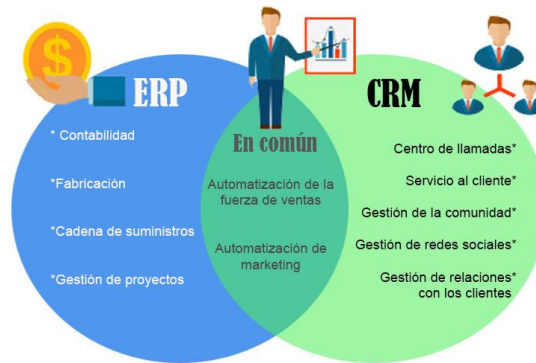 ERP
* Contabilidad
*Fabricación
*Cadena de suministros
*Gestión de proyectos
En común
Automatización de la
fuerza de ventas
Automatización de
marketing
CRM
Centro de llamadas*
Servicio al cliente*
Gestión de la comunidad*
Gestión de redes sociales*
Gestión de relaciones*
con los clientes